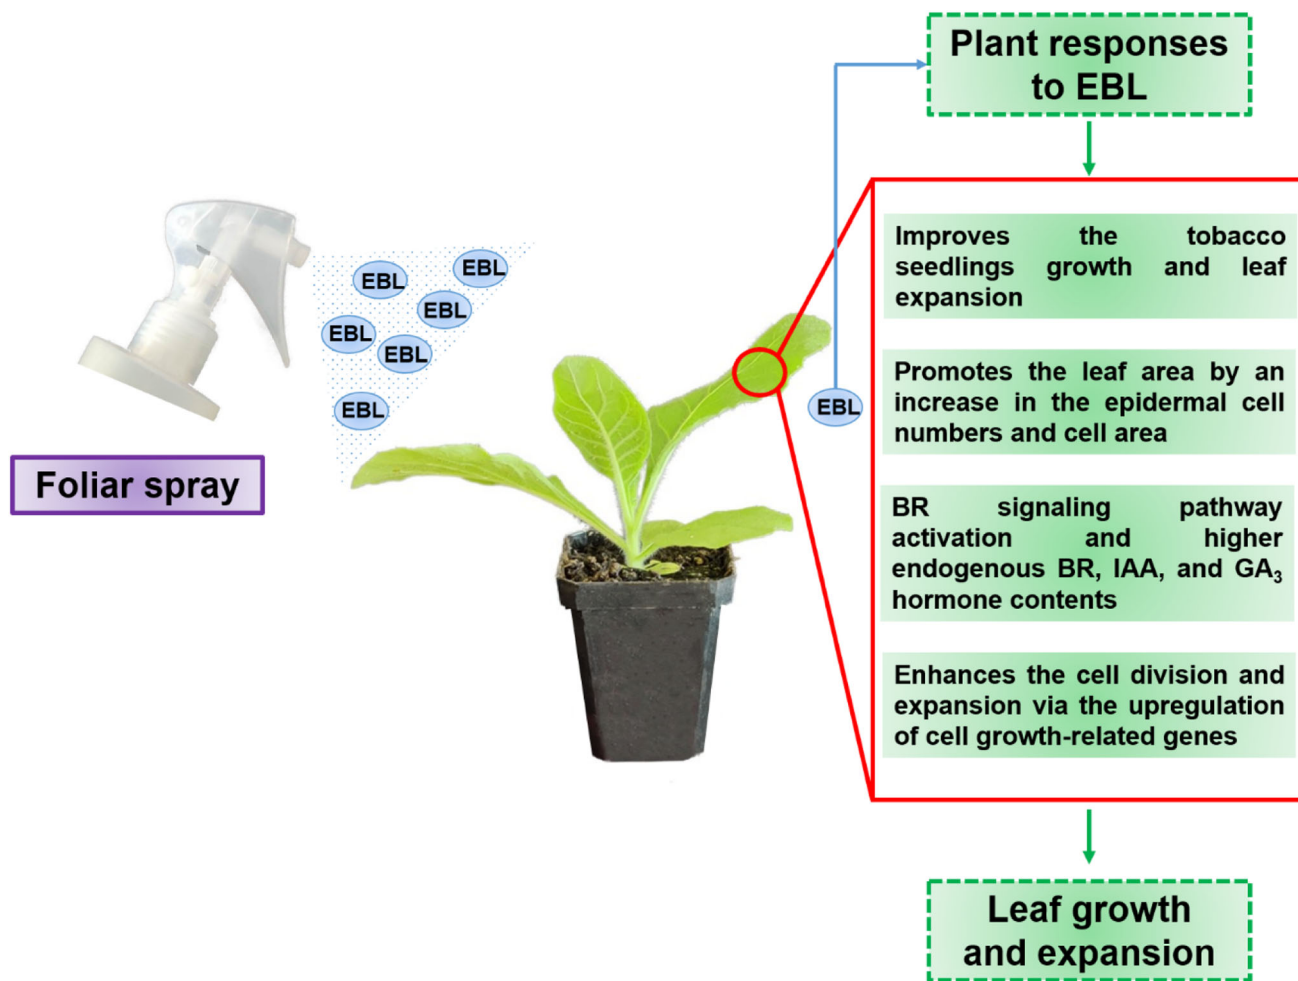 Plant responses
to EBL
Improves the tobacco
seedlings growth and leaf
expansion
Promotes the leaf area by an
increase in the epidermal cell
numbers and cell area
BR signaling pathway
activation and higher
endogenous BR, IAA, and GA₃
hormone contents
Enhances the cell division and
expansion via the upregulation
of cell growth-related genes
Leaf growth
and expansion
EBL
EBL
EBL
EBL
EBL
EBL
EBL
Foliar spray